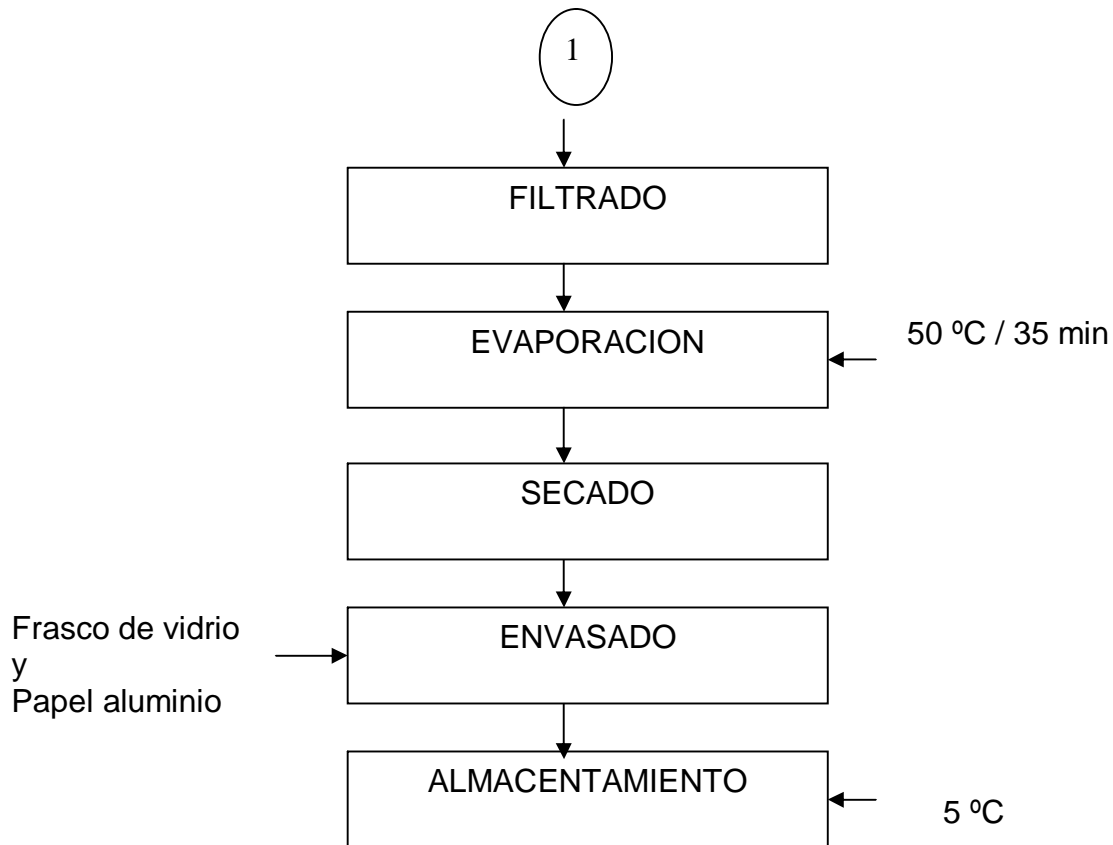 1
FILTRADO
EVAPORACION
50 ºC / 35 min
SECADO
Frasco de vidrio
y
Papel aluminio
ENVASADO
ALMACENTAMIENTO
5 ºC